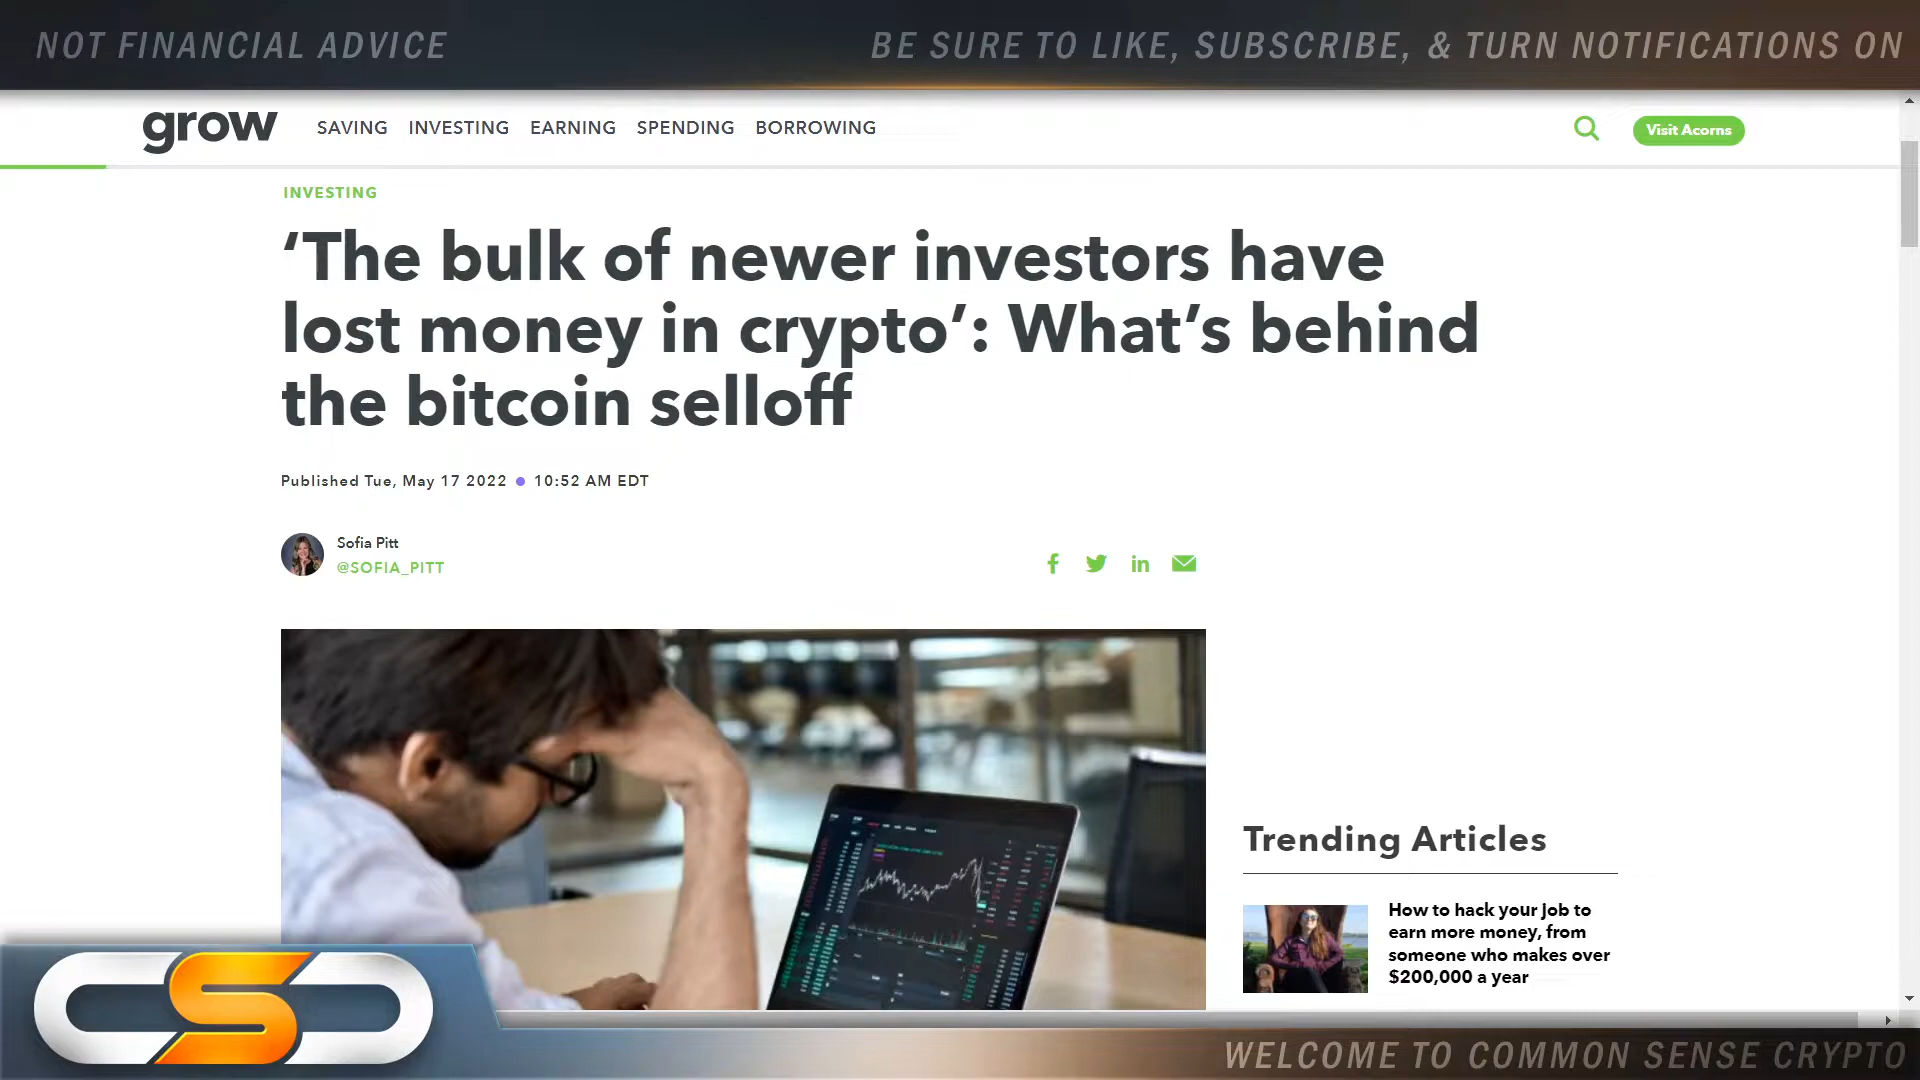 NOT FINANCIAL ADVICE
BE SURE TO LIKE, SUBSCRIBE, & TURN NOTIFICATIONS ON
grow
SAVING INVESTING EARNING SPENDING BORROWING
Visit Acorns
INVESTING
‘The bulk of newer investors have
lost money in crypto’: What’s behind
the bitcoin selloff
Published Tue, May 17 2022 • 10:52 AM EDT
Sofia Pitt
@SOFIA_PITT
Trending Articles
How to hack your job to
earn more money, from
someone who makes over
$200,000 a year
CSC
WELCOME TO COMMON SENSE CRYPTO